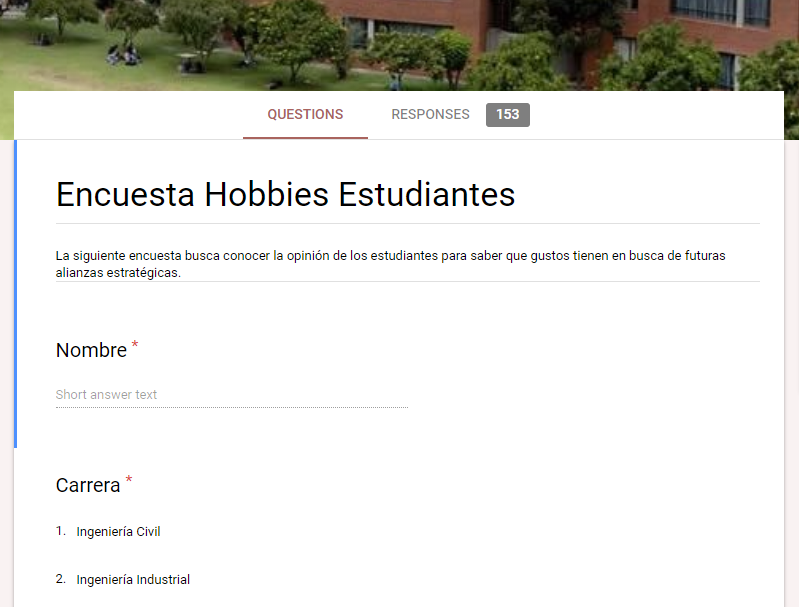 QUESTIONS RESPONSES 153
Encuesta Hobbies Estudiantes
La siguiente encuesta busca conocer la opinión de los estudiantes para saber que gustos tienen en busca de futuras
alianzas estratégicas.
Nombre *
Short answer text
Carrera *
1. Ingeniería Civil
2. Ingeniería Industrial